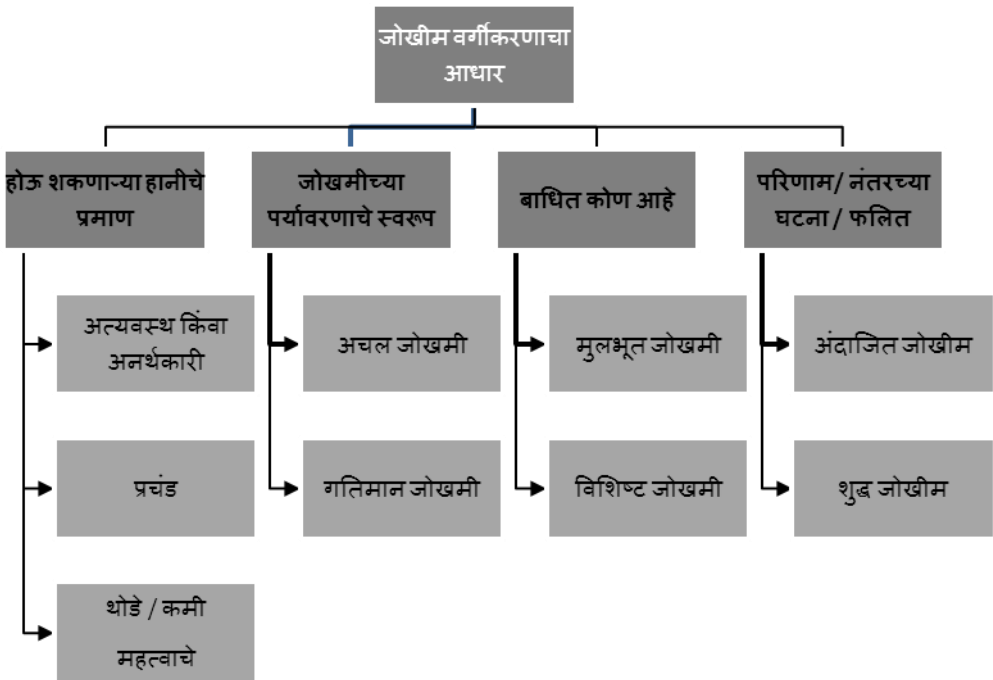 जोखीम वर्गीकरणाचा
आधार
होऊ शकणाऱ्या हानीचे
प्रमाण
जोखमीच्या
पर्यावरणाचे स्वरूप
बाधित कोण आहे
परिणाम/ नंतरच्या
घटना / फलित
अत्यवस्थ किंवा
अनर्थकारी
अचल जोखमी
मुलभूत जोखमी
अंदाजित जोखीम
प्रचंड
गतिमान जोखमी
विशिष्ट जोखमी
शुद्ध जोखीम
थोडे / कमी
महत्वाचे